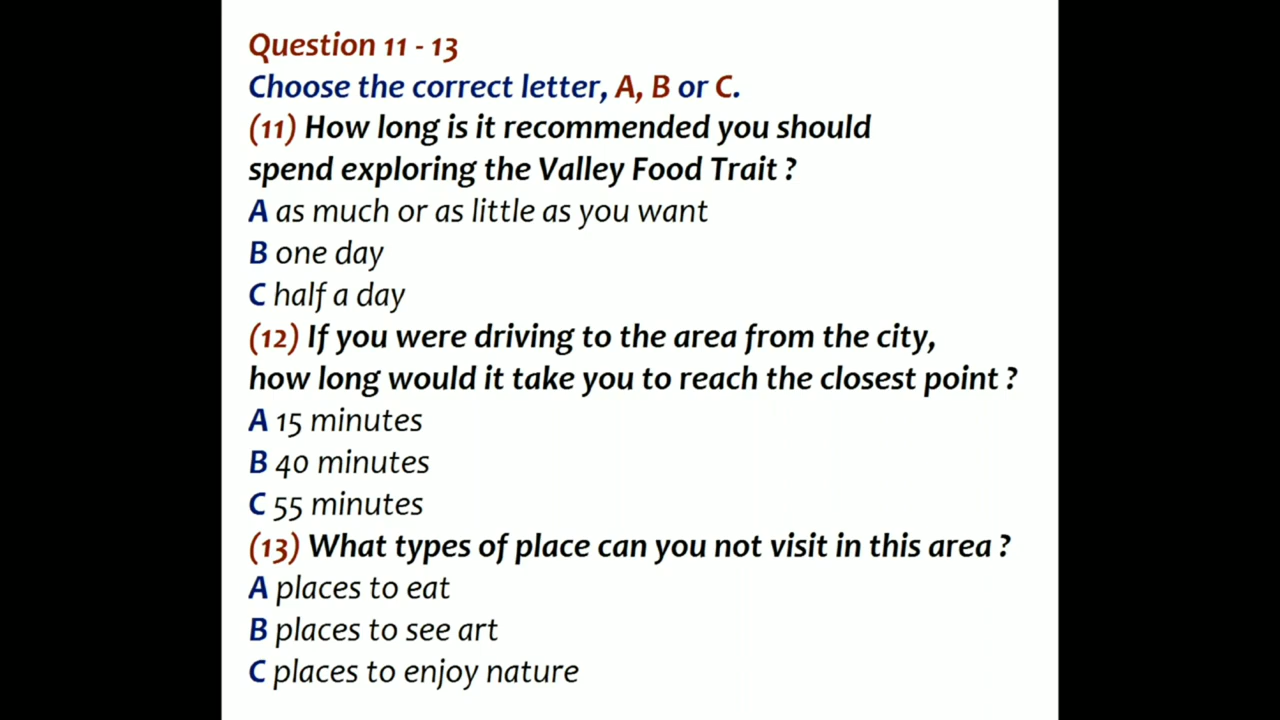 Question 11 - 13
Choose the correct letter, A, B or C.
(11) How long is it recommended you should
spend exploring the Valley Food Trait ?
A as much or as little as you want
B one day
C half a day
(12) If you were driving to the area from the city,
how long would it take you to reach the closest point ?
A 15 minutes
B 40 minutes
C 55 minutes
(13) What types of place can you not visit in this area ?
A places to eat
B places to see art
C places to enjoy nature